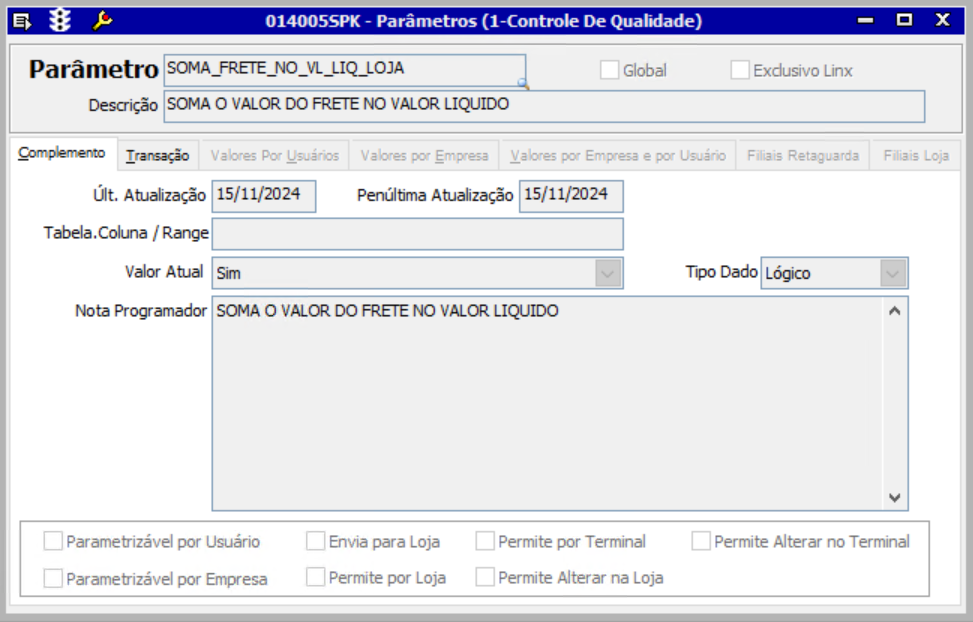 014005SPK - Parâmetros (1-Controle De Qualidade)
Parâmetro SOMA_FRETE_NO_VL_LIQ_LOJA Global Exclusivo Linx
Descrição SOMA O VALOR DO FRETE NO VALOR LIQUIDO
Complemento Transação Valores Por Usuários Valores por Empresa Valores por Empresa e por Usuário Filiais Retaguarda Filiais Loja
Últ. Atualização 15/11/2024 Penúltima Atualização 15/11/2024
Tabela.Coluna / Range
Valor Atual Sim Tipo Dado Lógico
Nota Programador SOMA O VALOR DO FRETE NO VALOR LIQUIDO
Parametrizável por Usuário Envia para Loja Permite por Terminal Permite Alterar no Terminal
Parametrizável por Empresa Permite por Loja Permite Alterar na Loja